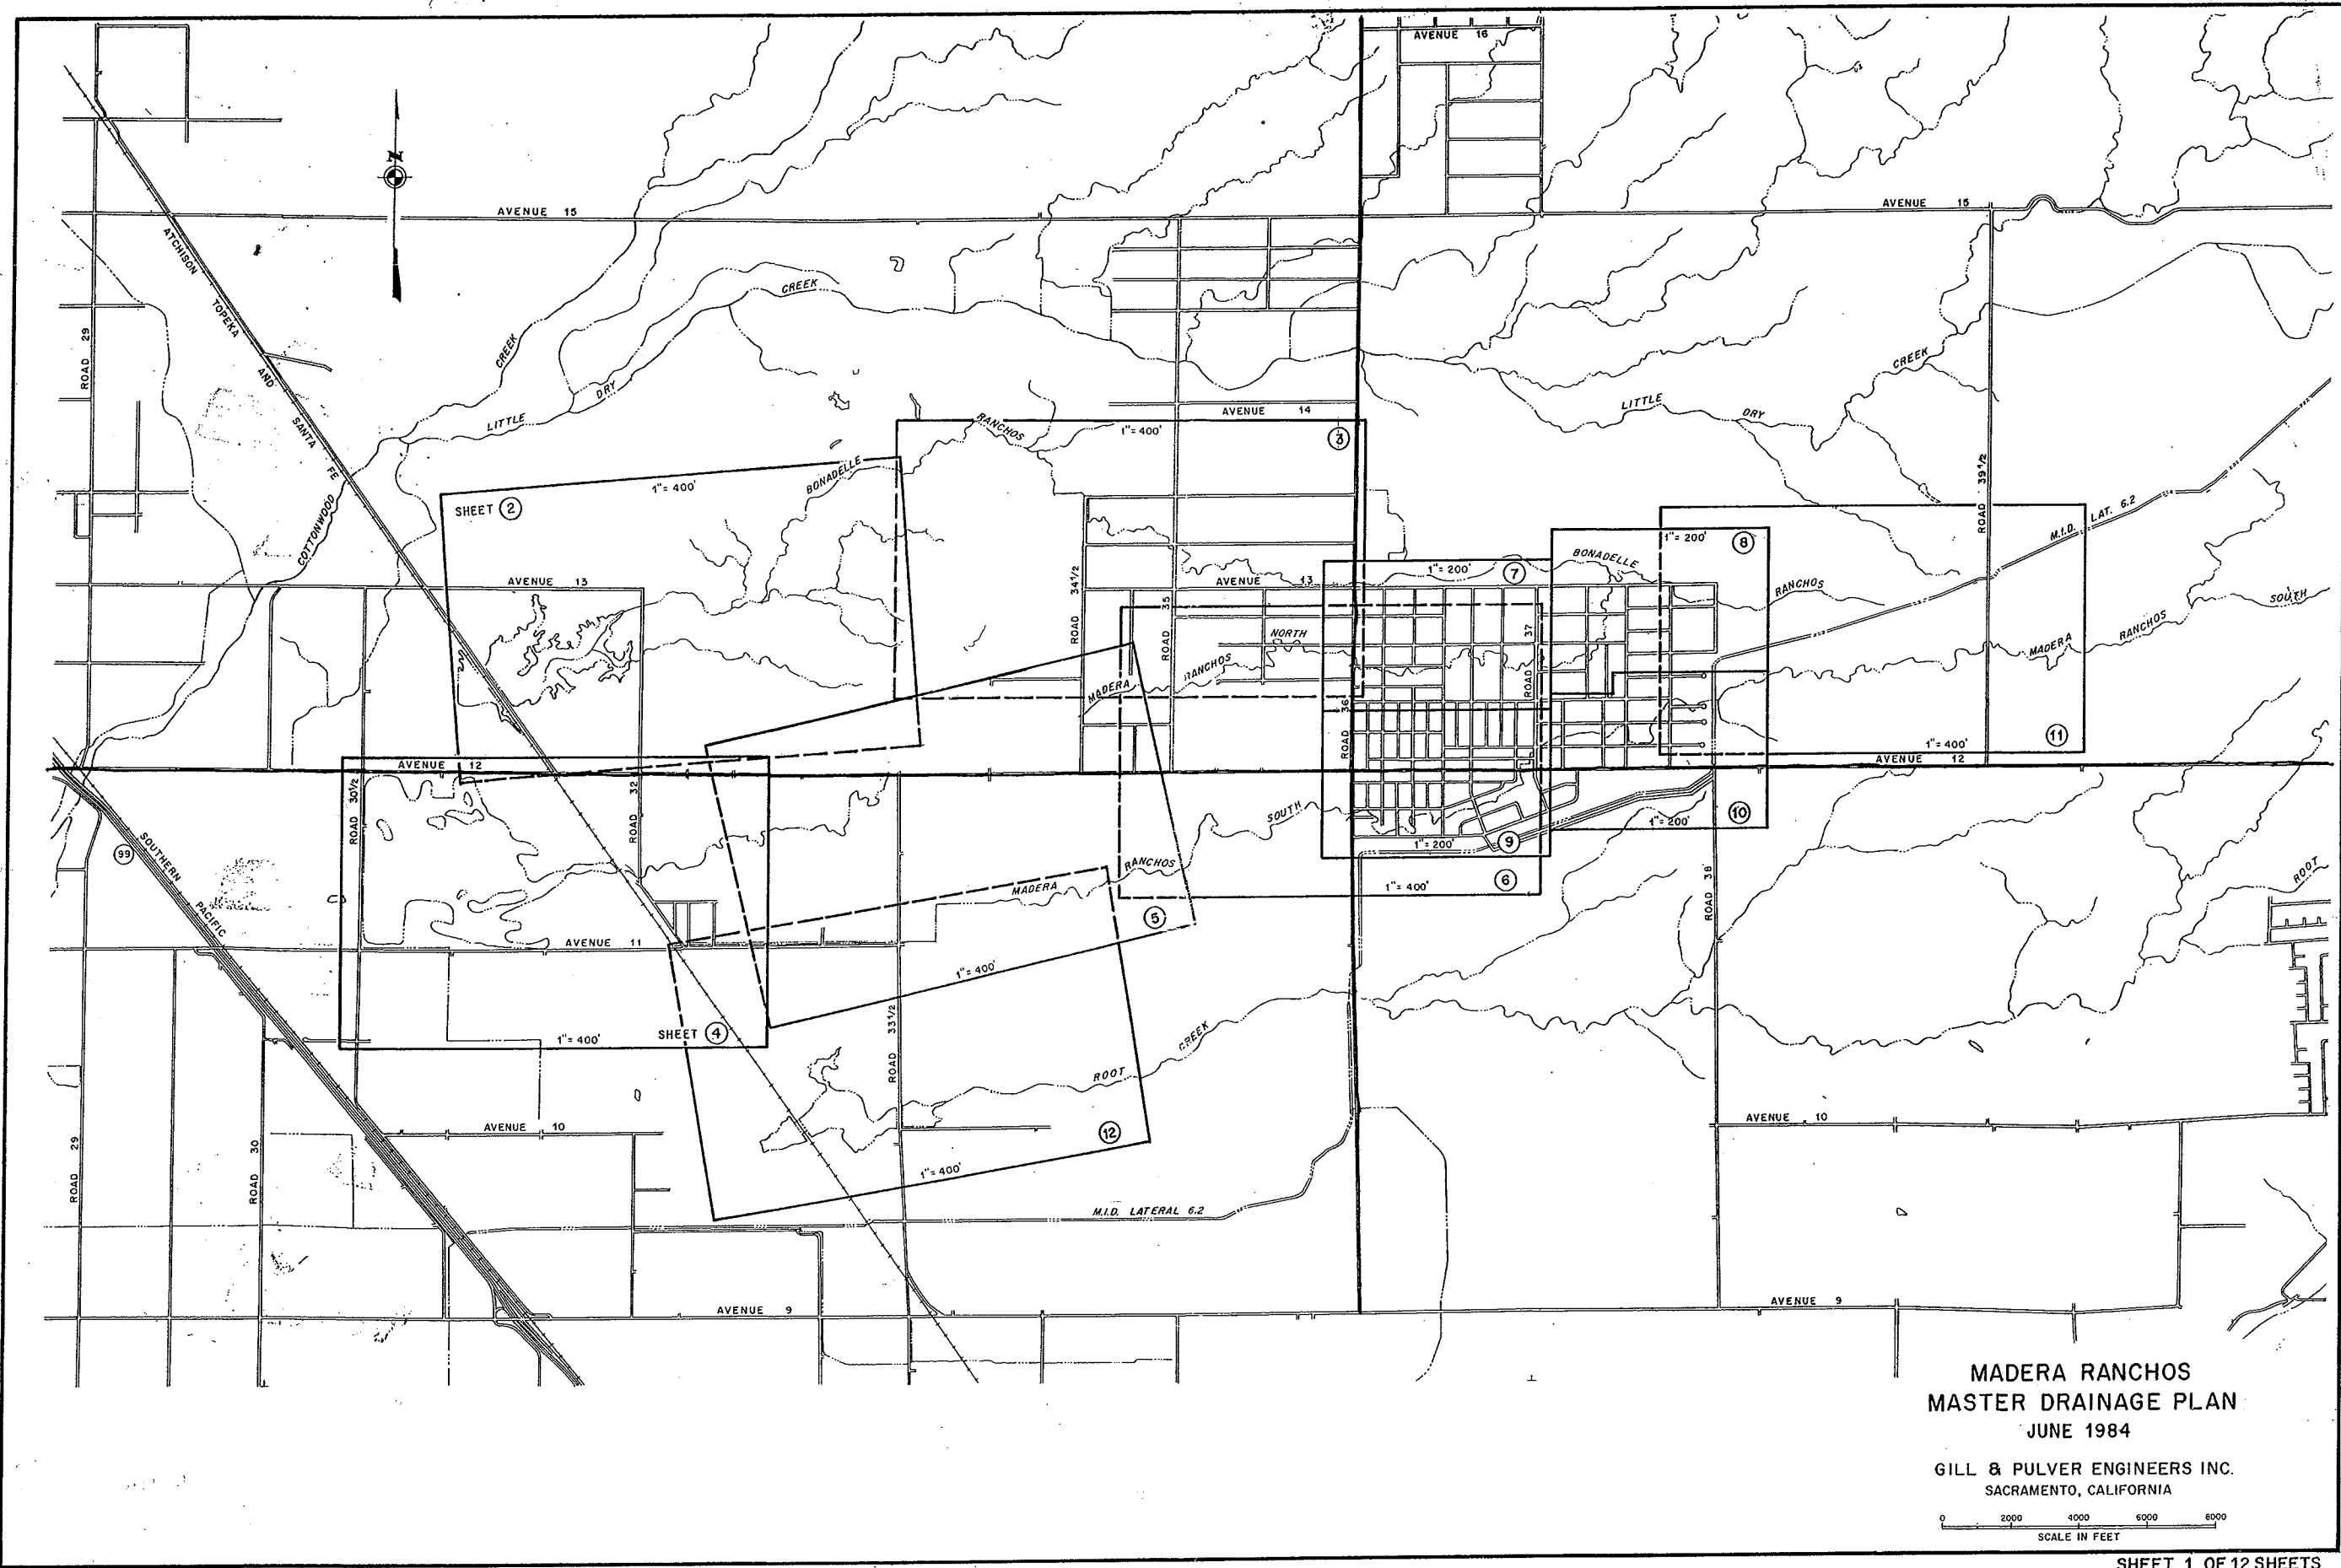 AVENUE 16
N
AVENUE 15
AVENUE 15
ATCHISON TOPEKA AND SANTA FE
ROAD 29
CREEK
CREEK
LITTLE DRY
CREEK
LITTLE DRY
AVENUE 14
RANCHOS
1"= 400'
3
BONADELLE
1"= 400'
SHEET 2
COTTONWOOD
ROAD 39 1/2
M.I.D. LAT. 6.2
1"= 200'
8
BONADELLE
RANCHOS
1"= 200'
7
AVENUE 13
AVENUE 13
ROAD 34 1/2
ROAD 35
ROAD 37
NORTH
RANCHOS
MADERA
SOUTH
RANCHOS
MADERA
ROAD 36
1"= 400'
11
AVENUE 12
AVENUE 12
ROAD 30 1/2
ROAD 32
SOUTH
10
1"= 200'
9
1"= 200'
6
1"= 400'
99
SOUTHERN PACIFIC
RANCHOS
MADERA
5
ROAD 38
ROOT
AVENUE 11
1"= 400'
SHEET 4
1"= 400'
ROAD 33 1/2
CREEK
ROOT
AVENUE 10
AVENUE 10
12
1"= 400'
ROAD 29
ROAD 30
M.I.D. LATERAL 6.2
AVENUE 9
AVENUE 9
MADERA RANCHOS
MASTER DRAINAGE PLAN
JUNE 1984
GILL & PULVER ENGINEERS INC.
SACRAMENTO, CALIFORNIA
0 2000 4000 6000 8000
SCALE IN FEET
SHEET 1 OF 12 SHEETS